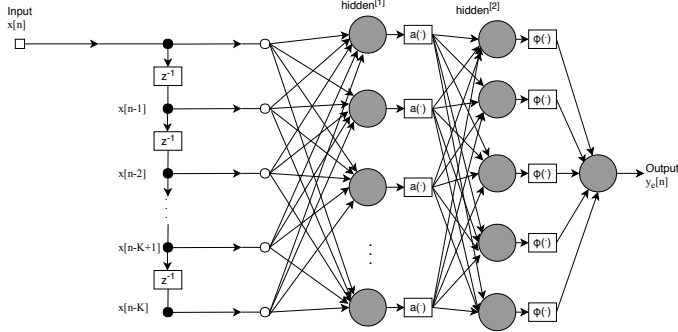 Input
x[n]
hidden[1]
hidden[2]
a(·)
ϕ(·)
z-1
a(·)
ϕ(·)
x[n-1]
z-1
x[n-2]
a(·)
ϕ(·)
Output
ye[n]
x[n-K+1]
ϕ(·)
z-1
x[n-K]
a(·)
ϕ(·)